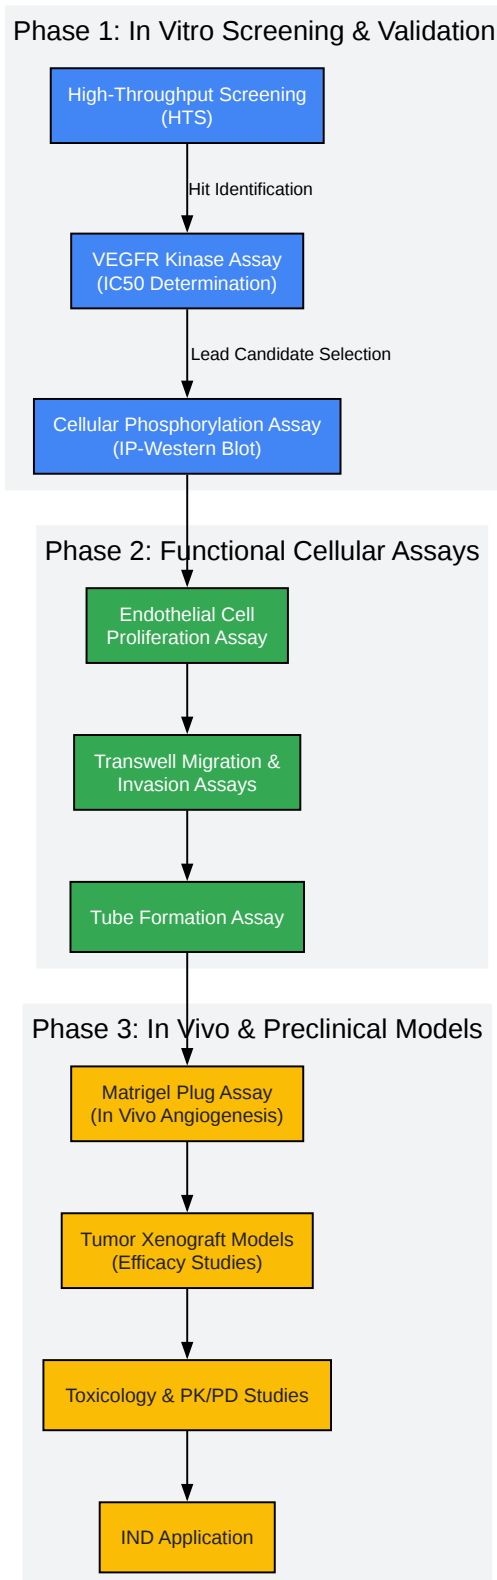 Phase 1: In Vitro Screening & Validation
High-Throughput Screening
(HTS)
Hit Identification
VEGFR Kinase Assay
(IC50 Determination)
Lead Candidate Selection
Cellular Phosphorylation Assay
(IP-Western Blot)
Phase 2: Functional Cellular Assays
Endothelial Cell
Proliferation Assay
Transwell Migration &
Invasion Assays
Tube Formation Assay
Phase 3: In Vivo & Preclinical Models
Matrigel Plug Assay
(In Vivo Angiogenesis)
Tumor Xenograft Models
(Efficacy Studies)
Toxicology & PK/PD Studies
IND Application